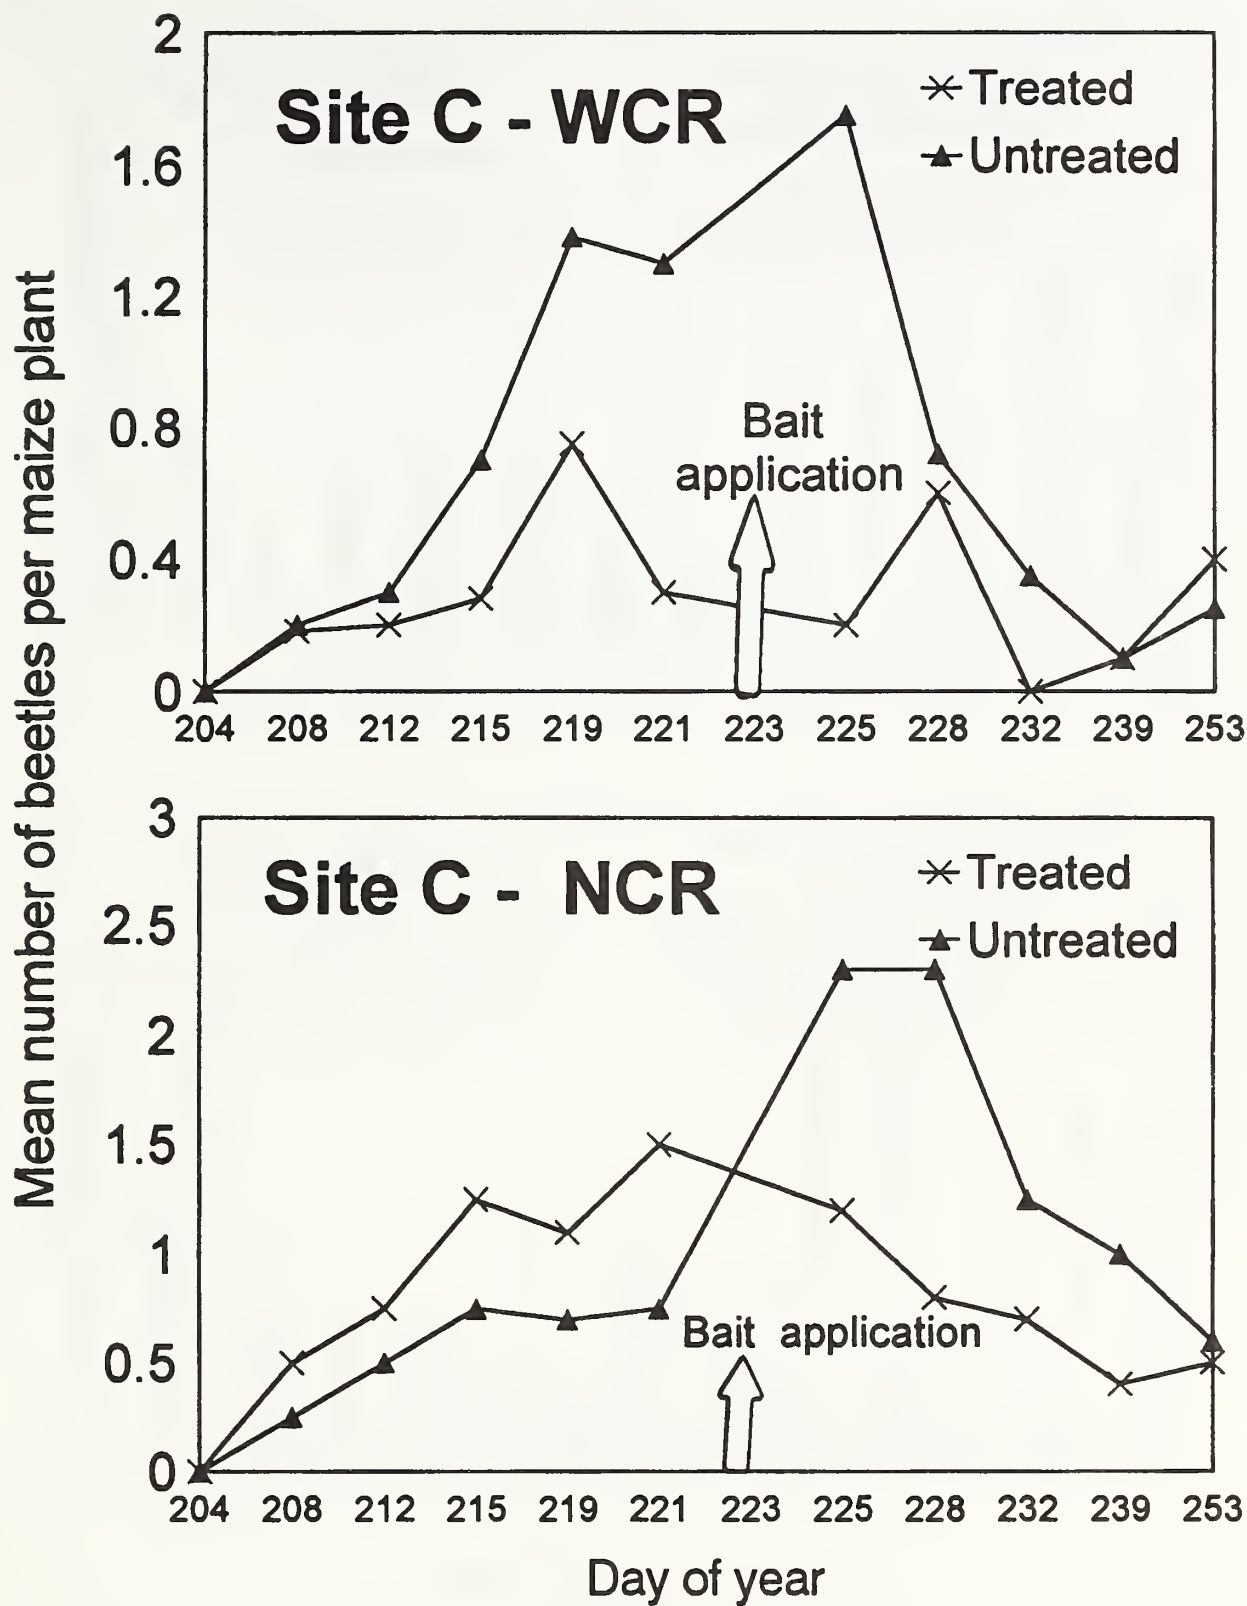 Mean number of beetles per maize plant
Site C - WCR
Treated
Untreated
2
1.6
1.2
0.8
0.4
0
Bait
application
204 208 212 215 219 221 223 225 228 232 239 253
Site C - NCR
Treated
Untreated
3
2.5
2
1.5
1
0.5
0
Bait application
204 208 212 215 219 221 223 225 228 232 239 253
Day of year